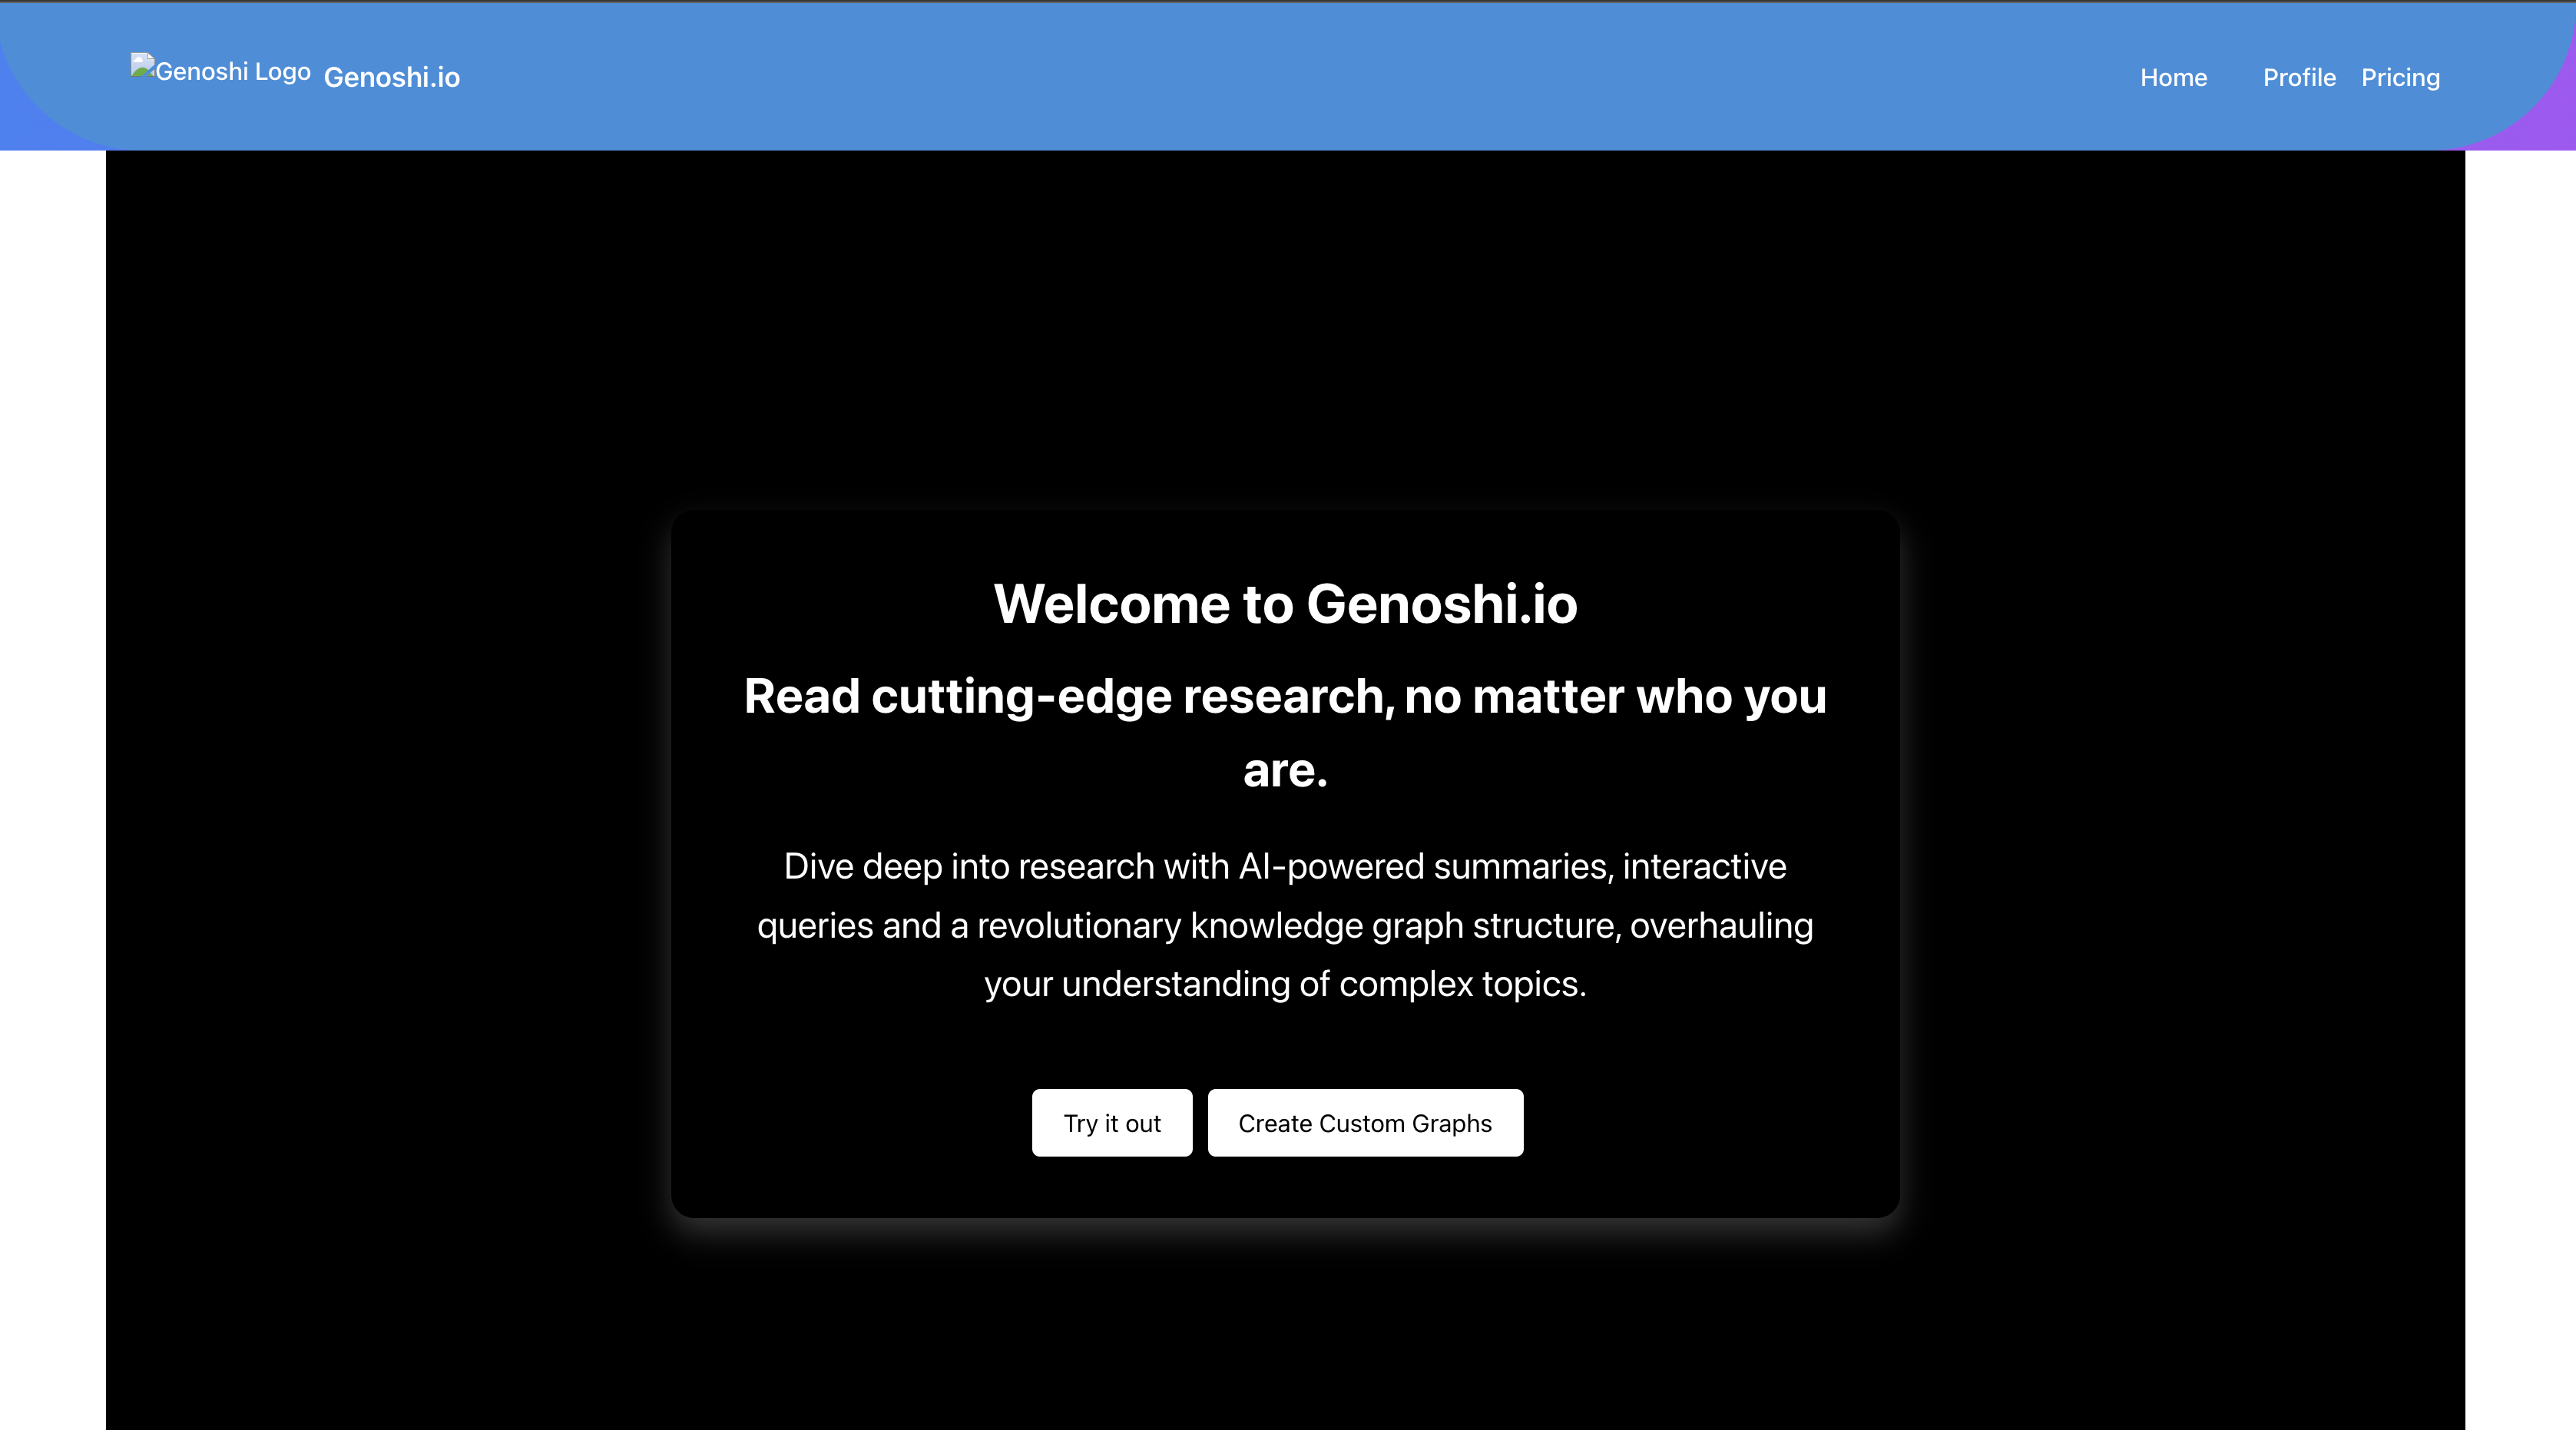 Genoshi Logo Genoshi.io
Home Profile Pricing
Welcome to Genoshi.io
Read cutting-edge research, no matter who you
are.
Dive deep into research with AI-powered summaries, interactive
queries and a revolutionary knowledge graph structure, overhauling
your understanding of complex topics.
Try it out
Create Custom Graphs